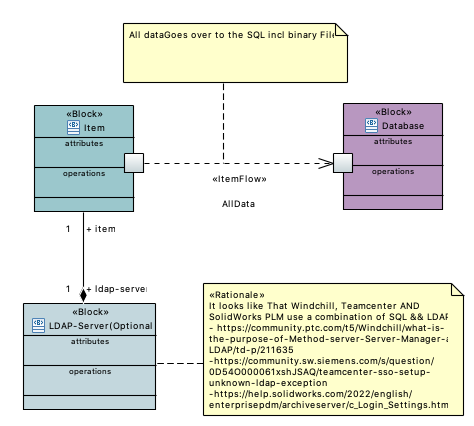 All dataGoes over to the SQL incl binary File
«Block»
Item
attributes
operations
«Block»
Database
attributes
operations
«ItemFlow»
AllData
1 + item
1 + ldap-server
«Block»
LDAP-Server(Optional
attributes
operations
«Rationale»
It looks like That Windchill, Teamcenter AND
SolidWorks PLM use a combination of SQL && LDAP
- https://community.ptc.com/t5/Windchill/what-is-
the-purpose-of-Method-server-Server-Manager-a
LDAP/td-p/211635
-https://community.sw.siemens.com/s/question/
0D54O000061xshJSAQ/teamcenter-sso-setup-
unknown-ldap-exception
-https://help.solidworks.com/2022/english/
enterprisepdm/archiveserver/c_Login_Settings.htm